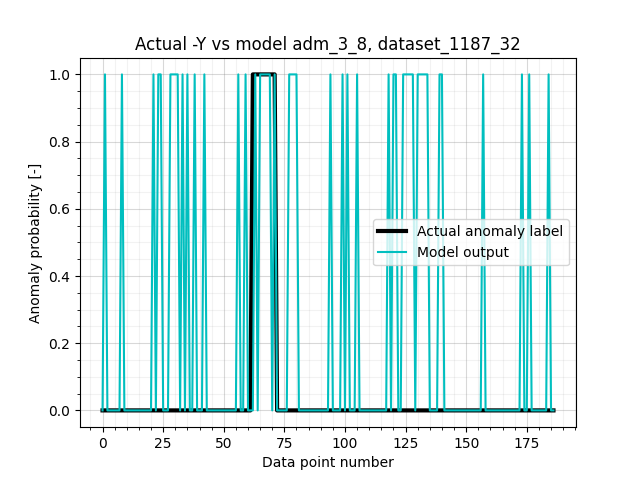 Actual -Y vs model adm_3_8, dataset_1187_32
Anomaly probability [-]
1.0
0.8
0.6
0.4
0.2
0.0
Actual anomaly label
Model output
0 25 50 75 100 125 150 175
Data point number